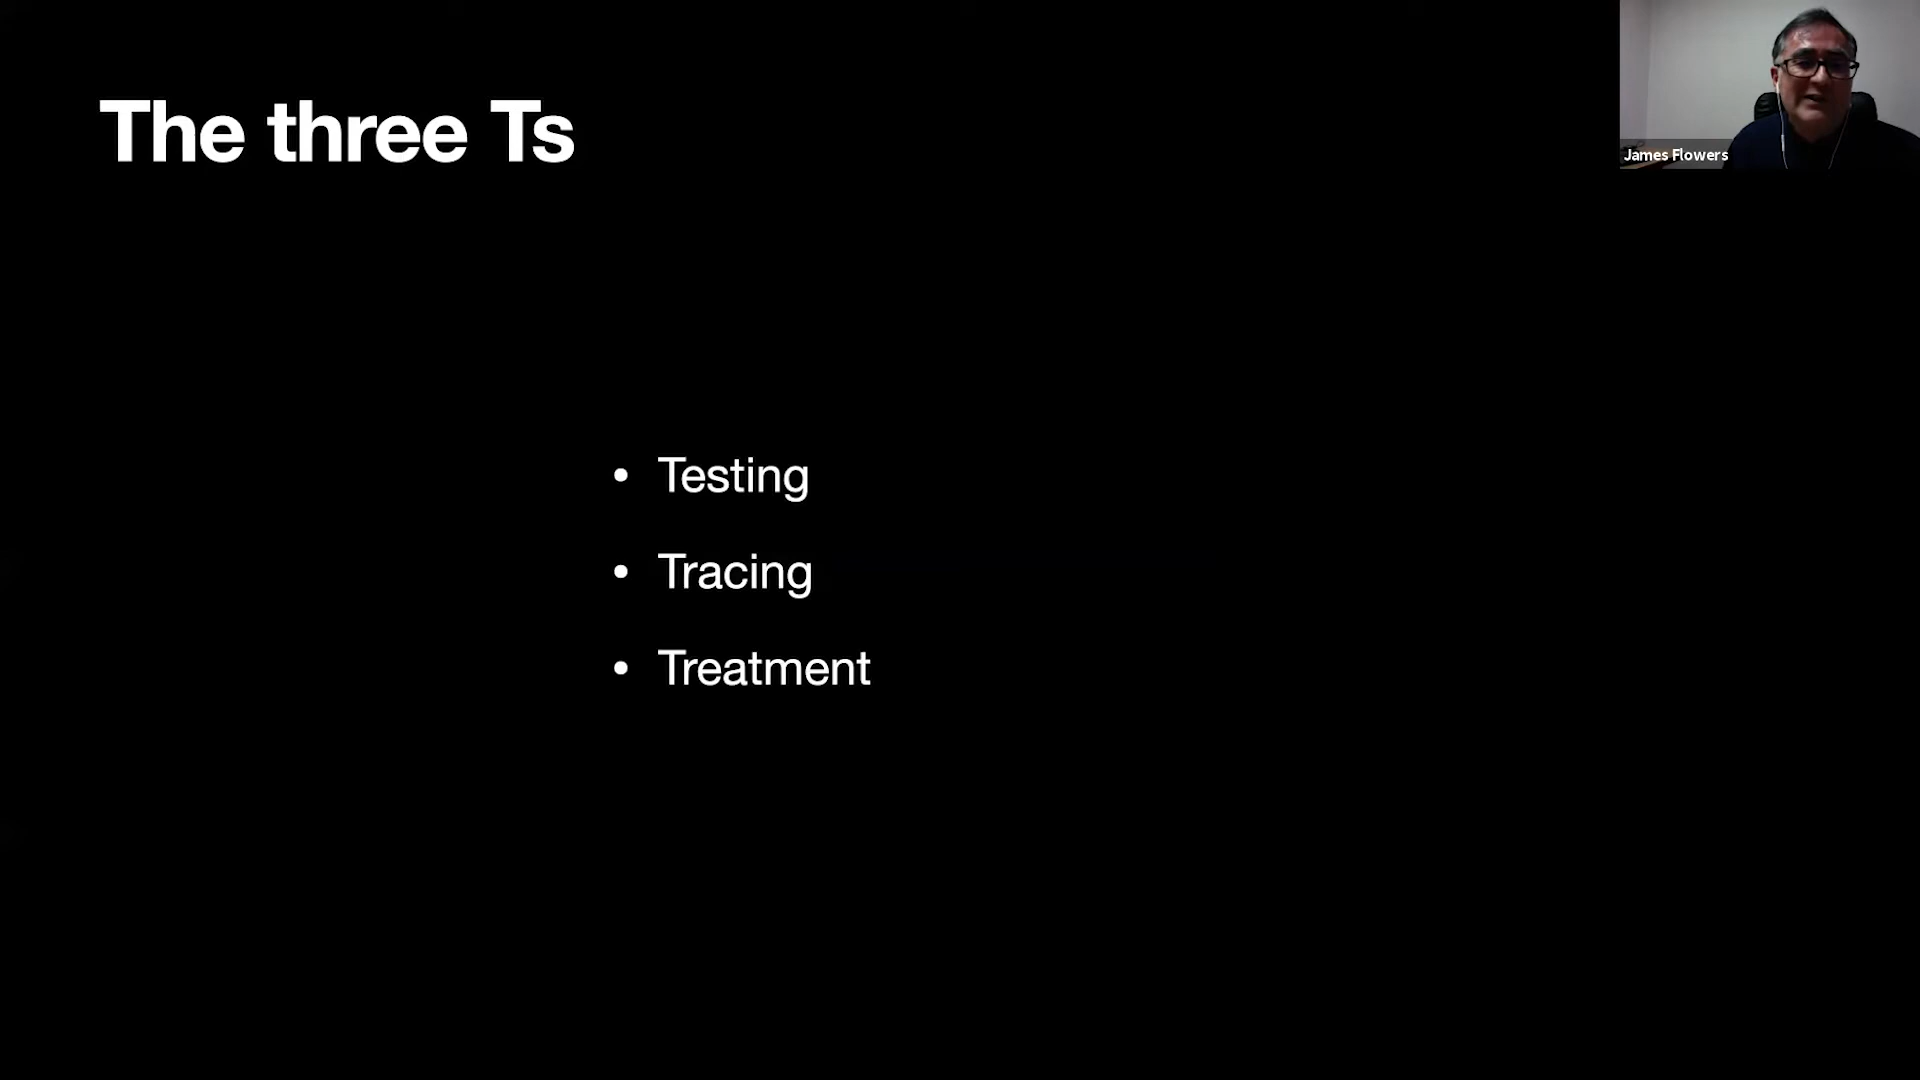 The three Ts
James Flowers
• Testing
• Tracing
• Treatment